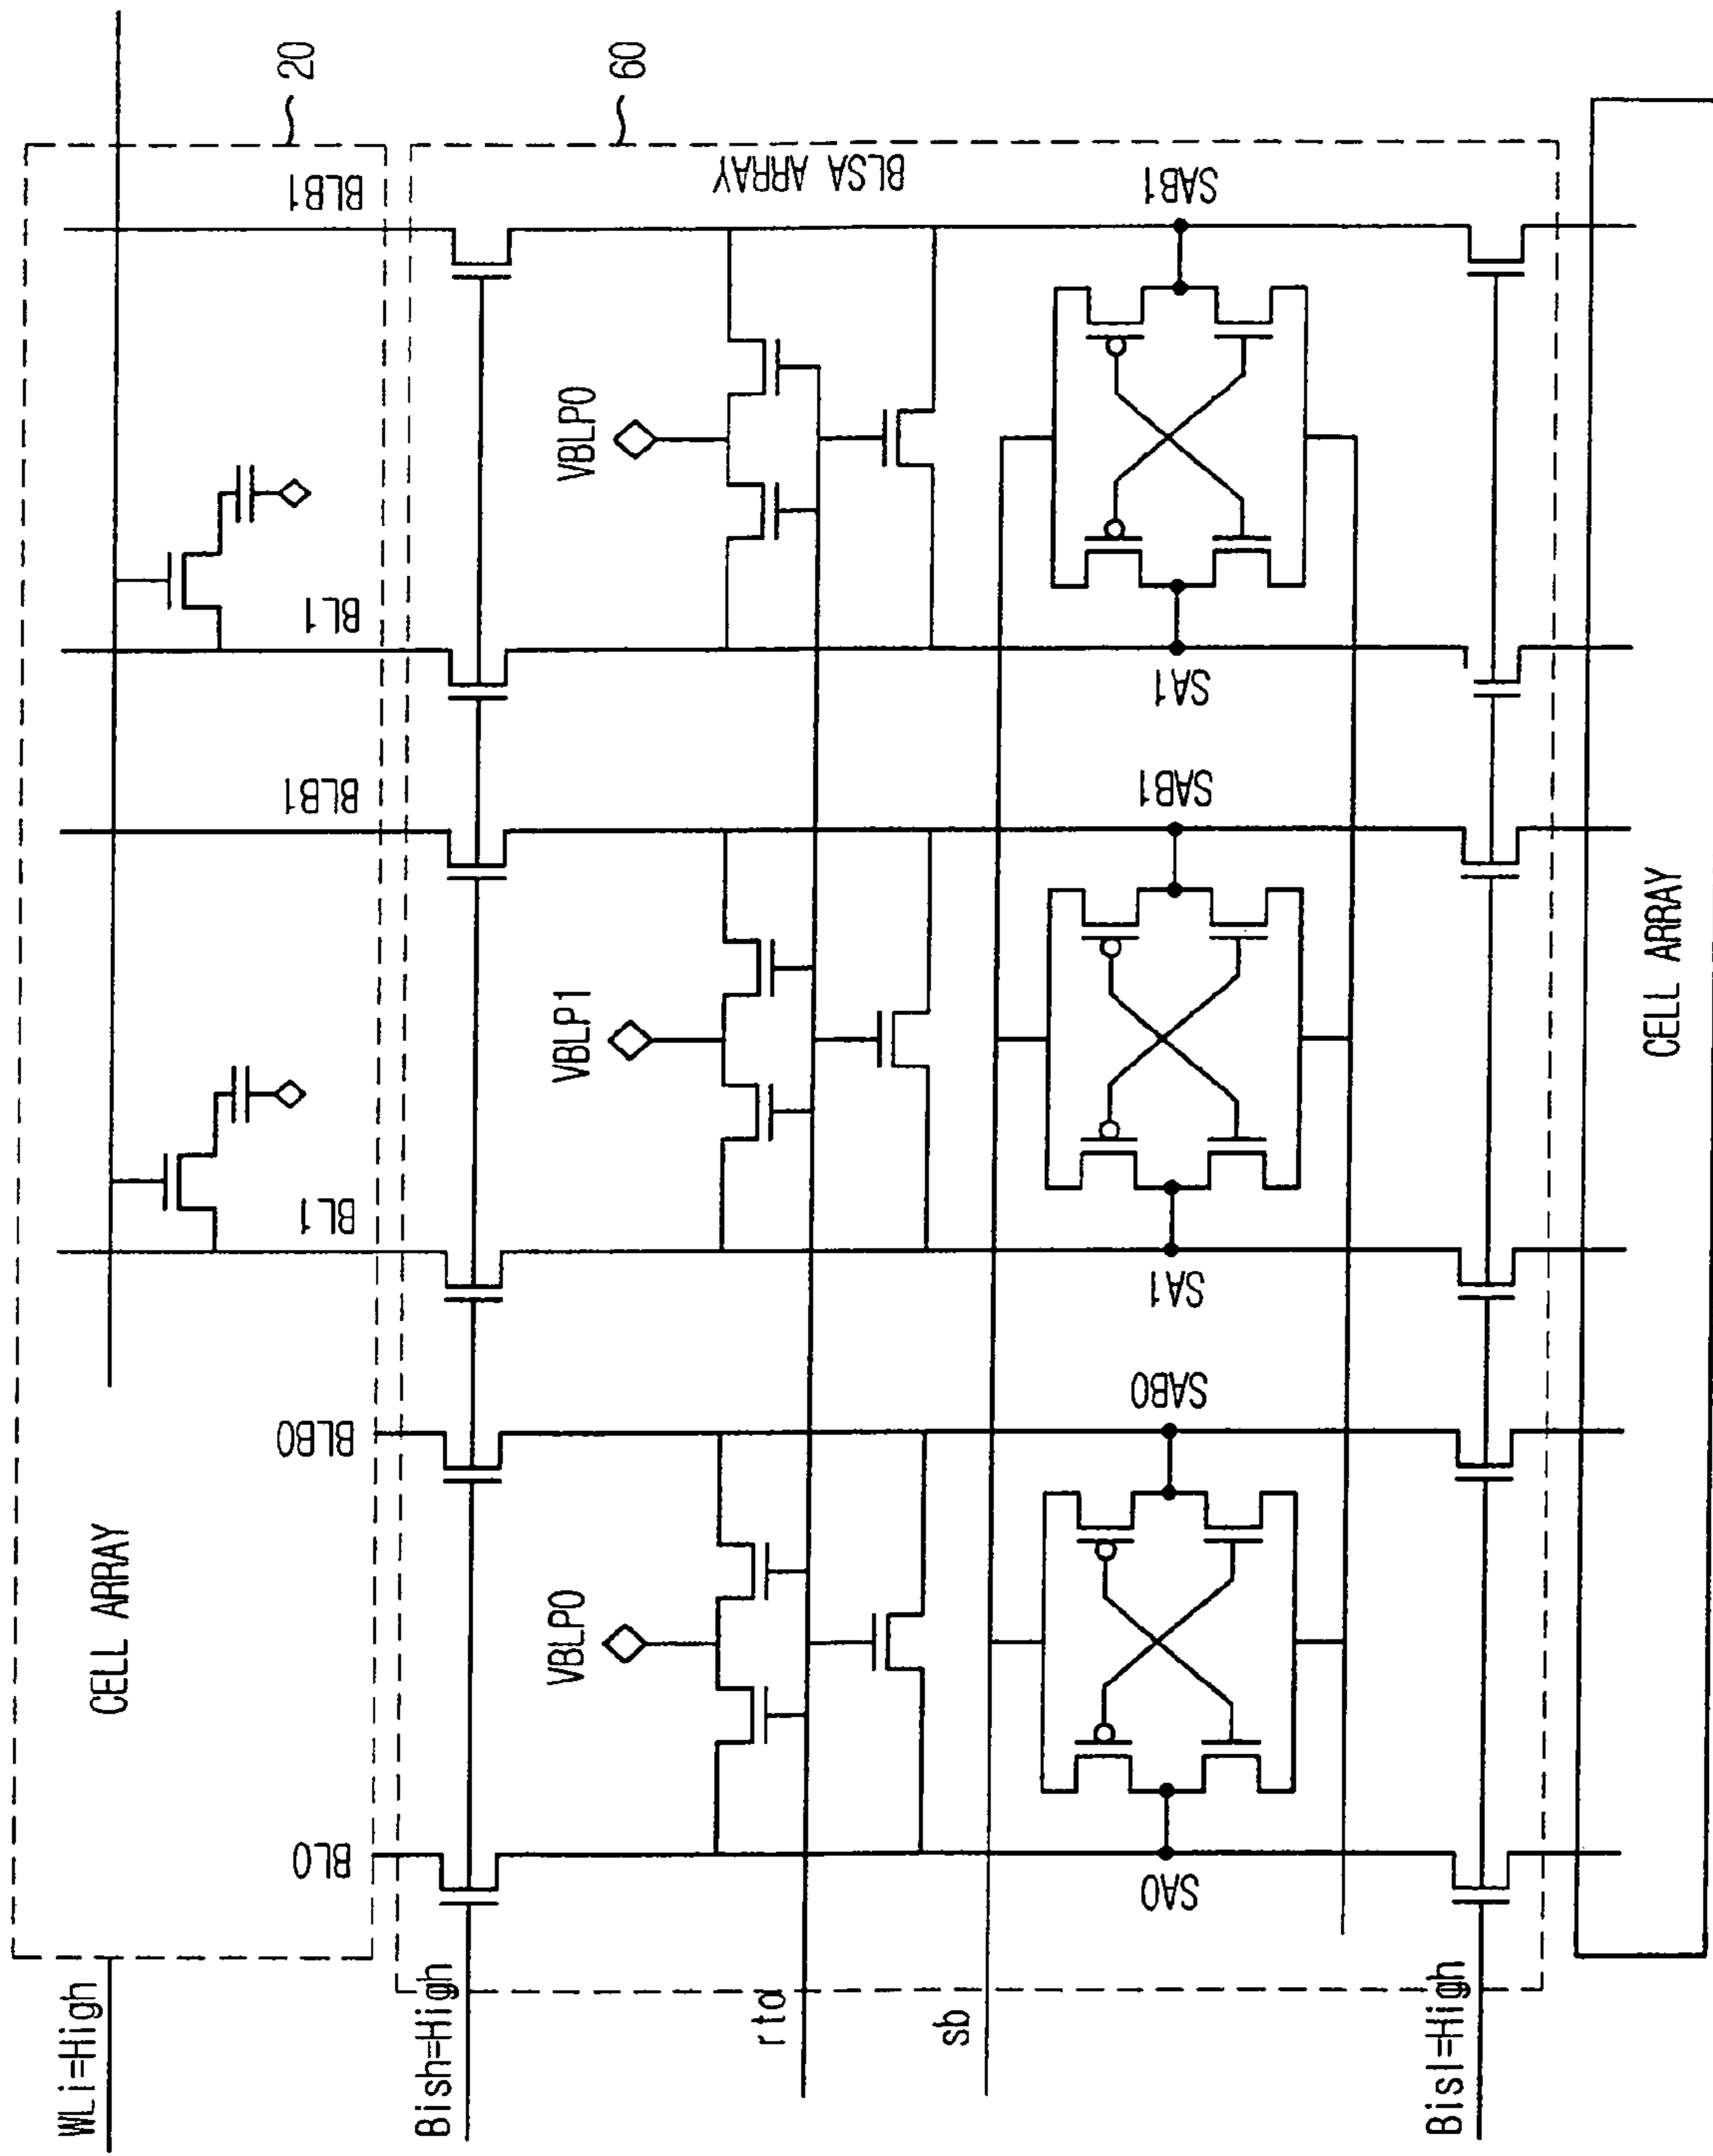 WLi=High
CELL ARRAY
20
BLB1
BL1
BLB1
BL1
BLB0
BL0
Bish=High
60
BLSA ARRAY
VBLP0
VBLP1
VBLP0
rto
sb
SAB1
SA1
SAB1
SA1
SAB0
SA0
Bisl=High
CELL ARRAY